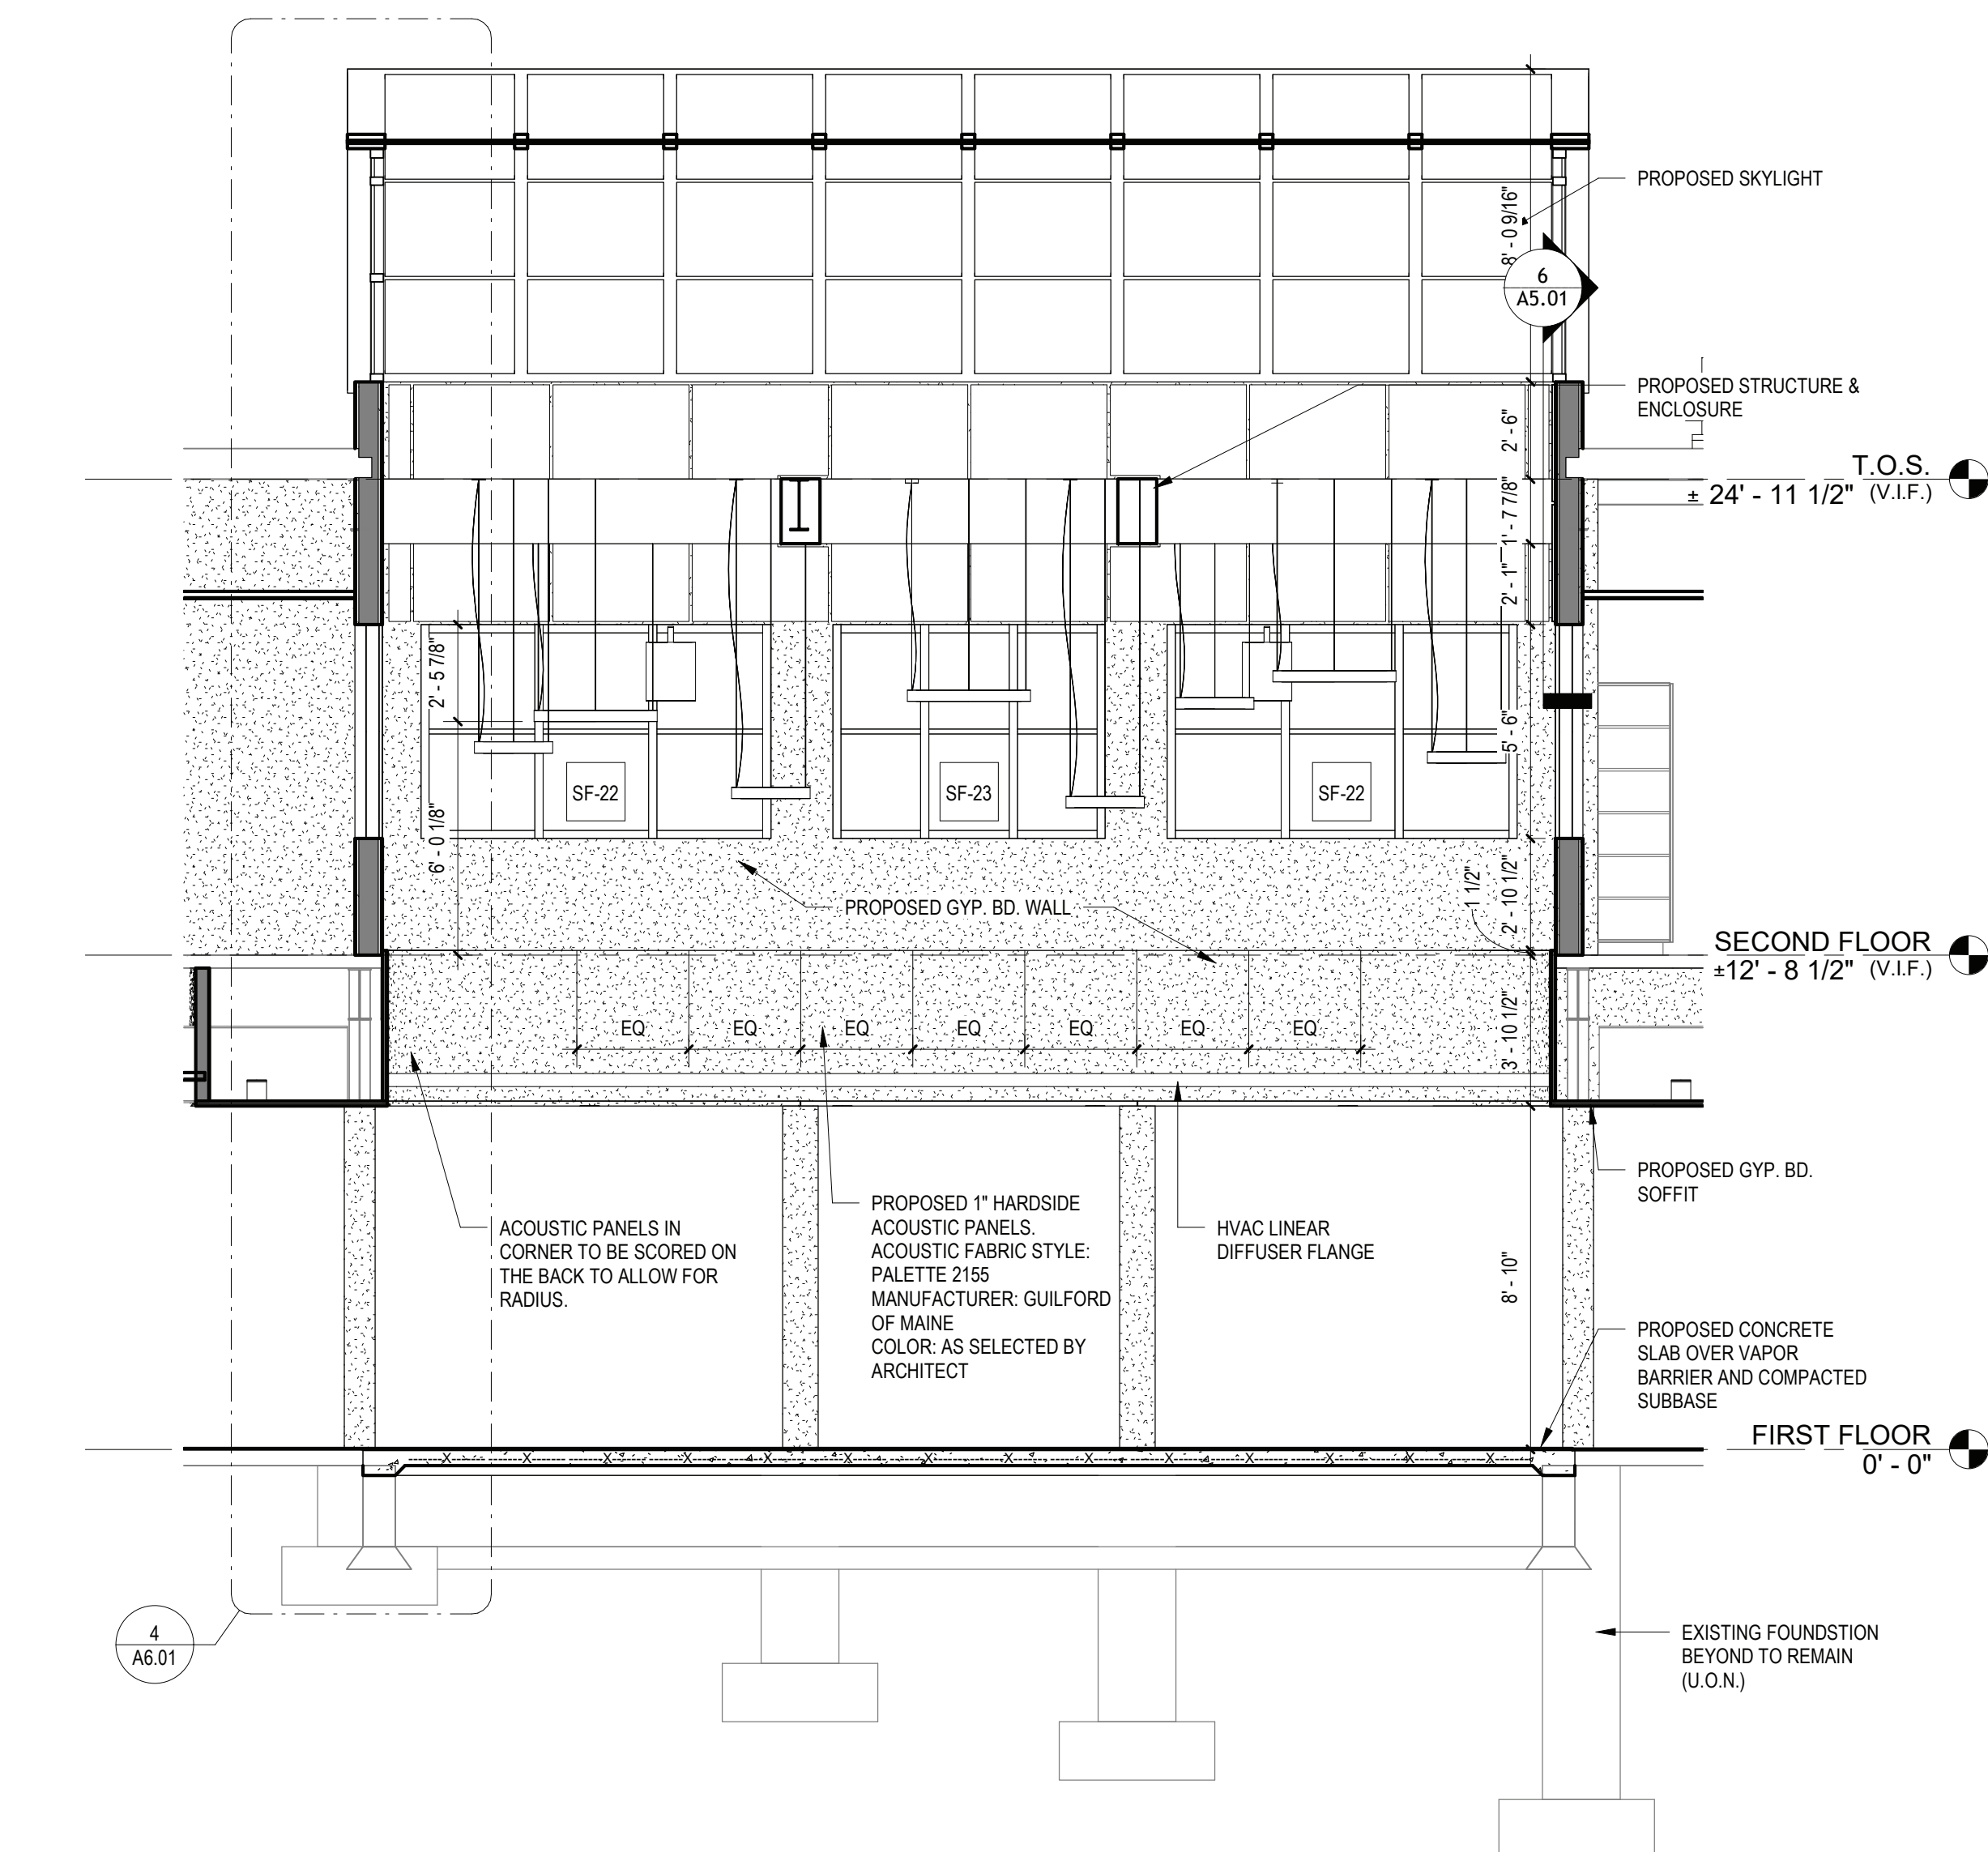 PROPOSED SKYLIGHT
8' - 0 9/16"
6
A5.01
PROPOSED STRUCTURE &
ENCLOSURE
2' - 6"
T.O.S.
± 24' - 11 1/2" (V.I.F.)
1' - 7 7/8"
2' - 1"
2' - 5 7/8"
5' - 6"
SF-22
SF-23
SF-22
6' - 0 1/8"
PROPOSED GYP. BD. WALL
1 1/2"
2' - 10 1/2"
SECOND FLOOR
±12' - 8 1/2" (V.I.F.)
EQ
EQ
EQ
EQ
EQ
EQ
EQ
3' - 10 1/2"
PROPOSED GYP. BD.
SOFFIT
ACOUSTIC PANELS IN
CORNER TO BE SCORED ON
THE BACK TO ALLOW FOR
RADIUS.
PROPOSED 1" HARDSIDE
ACOUSTIC PANELS.
ACOUSTIC FABRIC STYLE:
PALETTE 2155
MANUFACTURER: GUILFORD
OF MAINE
COLOR: AS SELECTED BY
ARCHITECT
HVAC LINEAR
DIFFUSER FLANGE
8' - 10"
PROPOSED CONCRETE
SLAB OVER VAPOR
BARRIER AND COMPACTED
SUBBASE
FIRST FLOOR
0' - 0"
4
A6.01
EXISTING FOUNDSTION
BEYOND TO REMAIN
(U.O.N.)